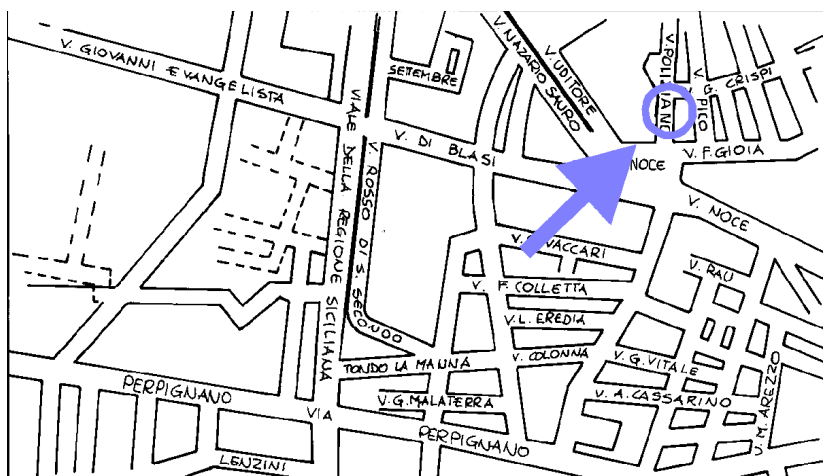 V. GIOVANNI EVANGELISTA
VIALE DELLA REGIONE SICILIANA
V. ROSSO DI S. SECONDO
SETEMBRE
V. DI BLASI
V. NAZARIO SAURO
V. UDITORE
V. POLIZIANO
V. PICO
V. G. CRISPI
V. F. GIOIA
NOCE
V. NOCE
VACCARI
V. RAU
V. F. COLLETTA
V. L. EREDIA
V. COLONNA
TONDO LA MANNA
V. G. VITALE
V. G. MALATERRA
V. A. CASSARINO
V. M. AREZZO
PERPIGNANO
VIA
PERPIGNANO
LENZINI